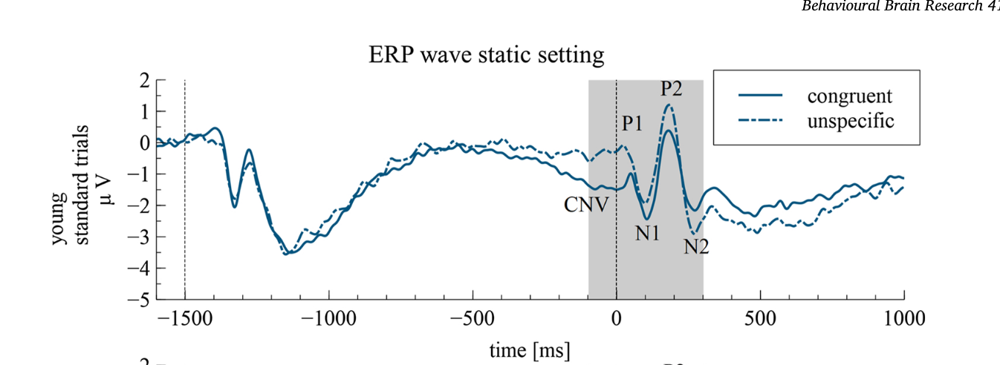 Behavioural Brain Research 41
ERP wave static setting
young
standard trials
μ V
2
1
0
−1
−2
−3
−4
−5
P2
P1
CNV
N1
N2
congruent
unspecific
−1500
−1000
−500
0
500
1000
time [ms]